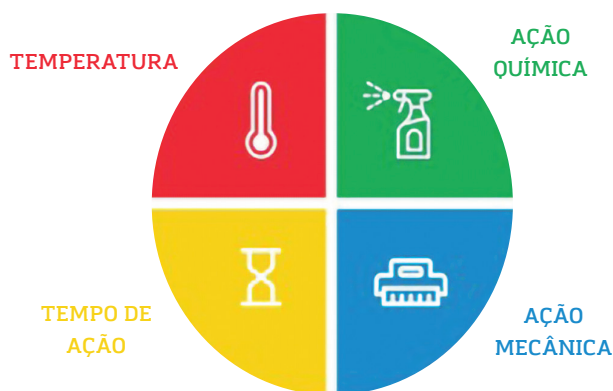 TEMPERATURA
AÇÃO
QUÍMICA
TEMPO DE
AÇÃO
AÇÃO
MECÂNICA